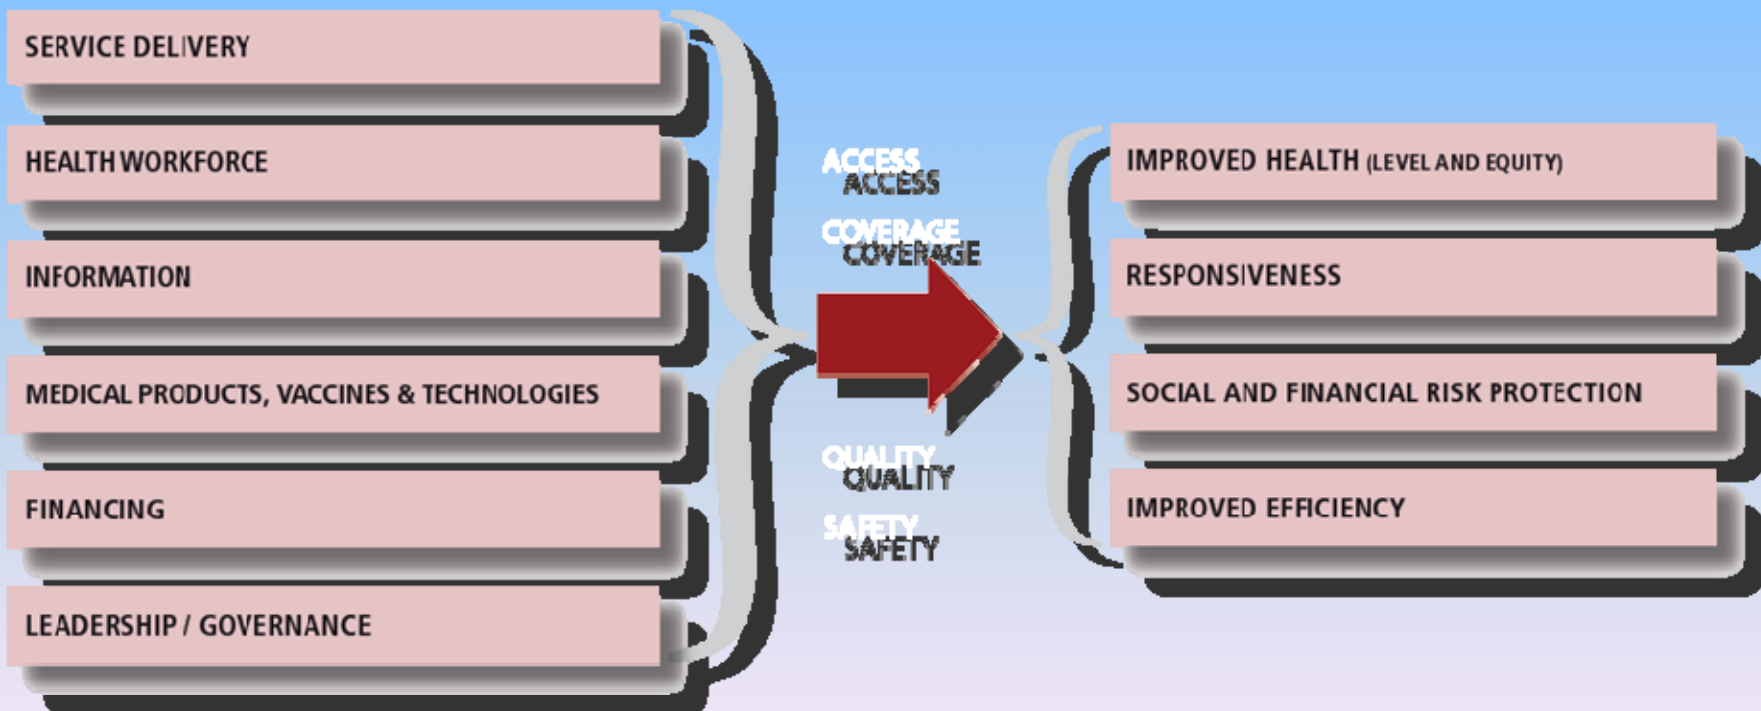 SERVICE DELIVERY
HEALTH WORKFORCE
INFORMATION
MEDICAL PRODUCTS, VACCINES & TECHNOLOGIES
FINANCING
LEADERSHIP / GOVERNANCE
ACCESS
COVERAGE
QUALITY
SAFETY
IMPROVED HEALTH (LEVEL AND EQUITY)
RESPONSIVENESS
SOCIAL AND FINANCIAL RISK PROTECTION
IMPROVED EFFICIENCY